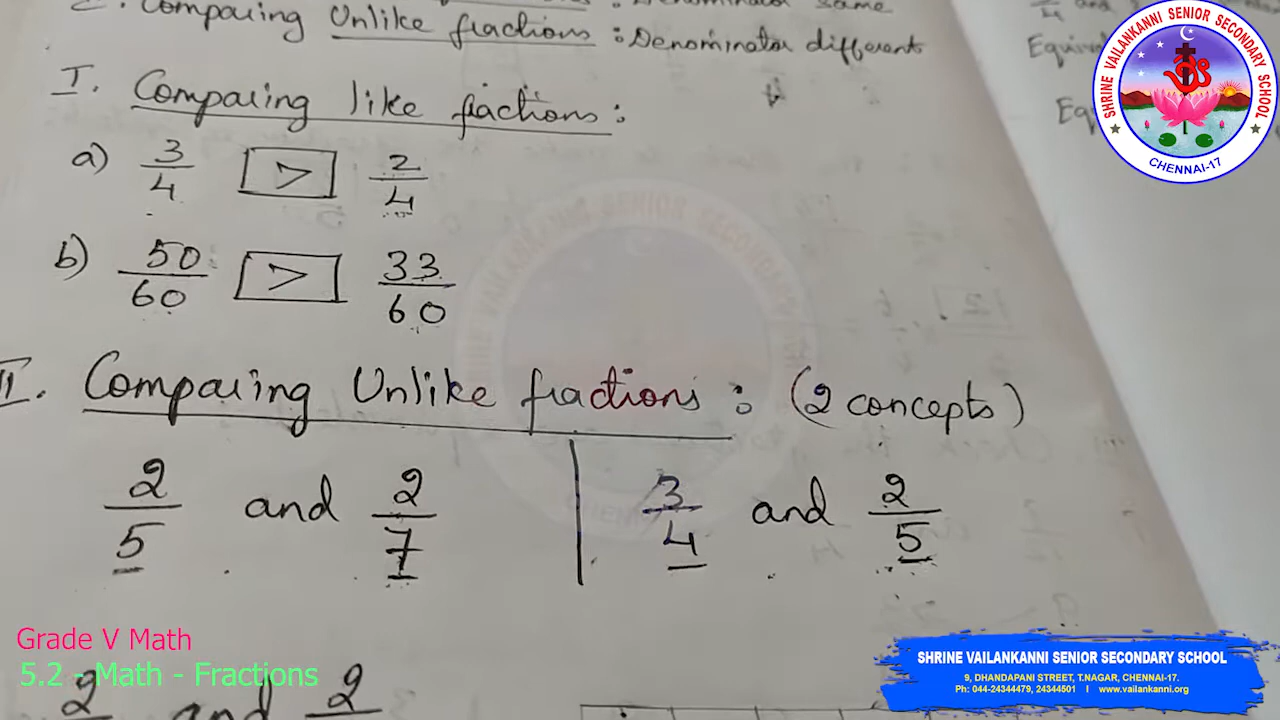 2. Comparing Unlike fractions : Denominator different
I. Comparing like fractions:
a) 3/4 > 2/4
b) 50/60 > 33/60
II. Comparing Unlike fractions : (2 concepts)
2/5 and 2/7 | 3/4 and 2/5
2 and 2
Grade V Math
5.2 - Math - Fractions
SHRINE VAILANKANNI SENIOR SECONDARY SCHOOL
CHENNAI-17
SHRINE VAILANKANNI SENIOR SECONDARY SCHOOL
9, DHANDAPANI STREET, T.NAGAR, CHENNAI-17.
Ph: 044-24344479, 24344501 I www.vailankanni.org